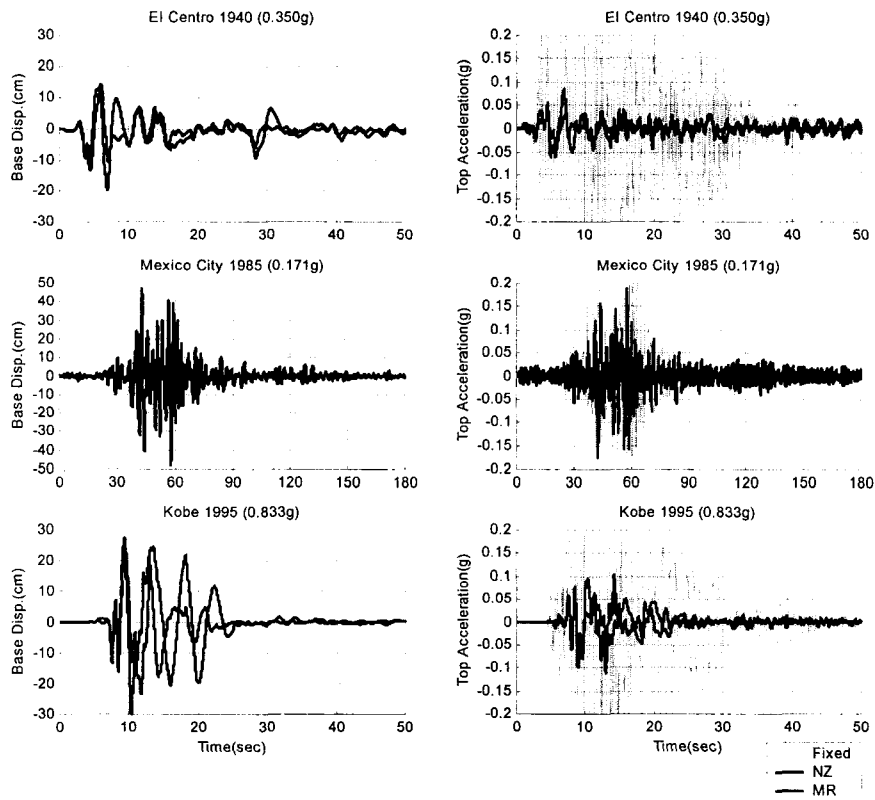 El Centro 1940 (0.350g)
30
20
10
0
-10
-20
-30
Base Disp.(cm)
0 10 20 30 40 50
El Centro 1940 (0.350g)
0.2
0.15
0.1
0.05
0
-0.05
-0.1
-0.15
-0.2
Top Acceleration(g)
0 10 20 30 40 50
Mexico City 1985 (0.171g)
50
40
30
20
10
0
-10
-20
-30
-40
-50
Base Disp.(cm)
0 30 60 90 120 150 180
Mexico City 1985 (0.171g)
0.2
0.15
0.1
0.05
0
-0.05
-0.1
-0.15
-0.2
Top Acceleration(g)
0 30 60 90 120 150 180
Kobe 1995 (0.833g)
30
20
10
0
-10
-20
-30
Base Disp.(cm)
0 10 20 30 40 50
Time(sec)
Kobe 1995 (0.833g)
0.2
0.15
0.1
0.05
0
-0.05
-0.1
-0.15
-0.2
Top Acceleration(g)
0 10 20 30 40 50
Time(sec)
Fixed
NZ
MR